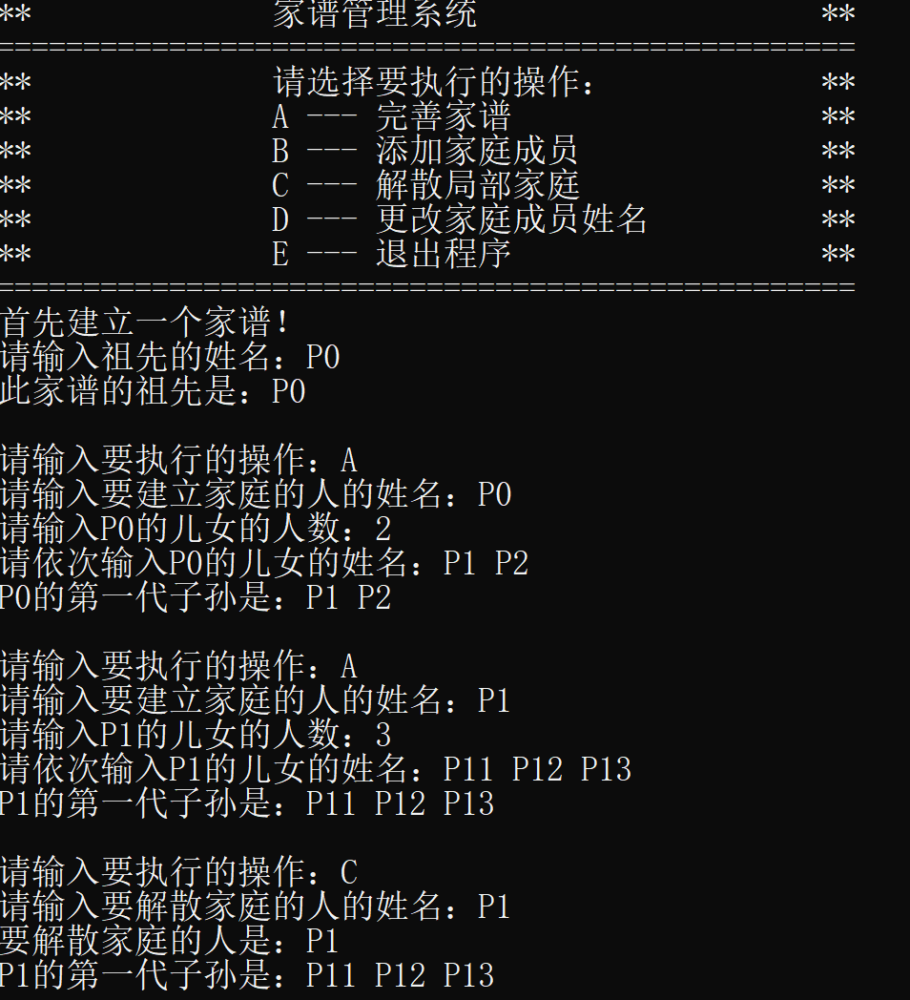 ** 家谱管理系统 **
==================================================
** 请选择要执行的操作: **
** A --- 完善家谱 **
** B --- 添加家庭成员 **
** C --- 解散局部家庭 **
** D --- 更改家庭成员姓名 **
** E --- 退出程序 **
==================================================
首先建立一个家谱!
请输入祖先的姓名: P0
此家谱的祖先是: P0
请输入要执行的操作: A
请输入要建立家庭的人的姓名: P0
请输入P0的儿女的人数: 2
请依次输入P0的儿女的姓名: P1 P2
P0的第一代子孙是: P1 P2
请输入要执行的操作: A
请输入要建立家庭的人的姓名: P1
请输入P1的儿女的人数: 3
请依次输入P1的儿女的姓名: P11 P12 P13
P1的第一代子孙是: P11 P12 P13
请输入要执行的操作: C
请输入要解散家庭的人的姓名: P1
要解散家庭的人是: P1
P1的第一代子孙是: P11 P12 P13